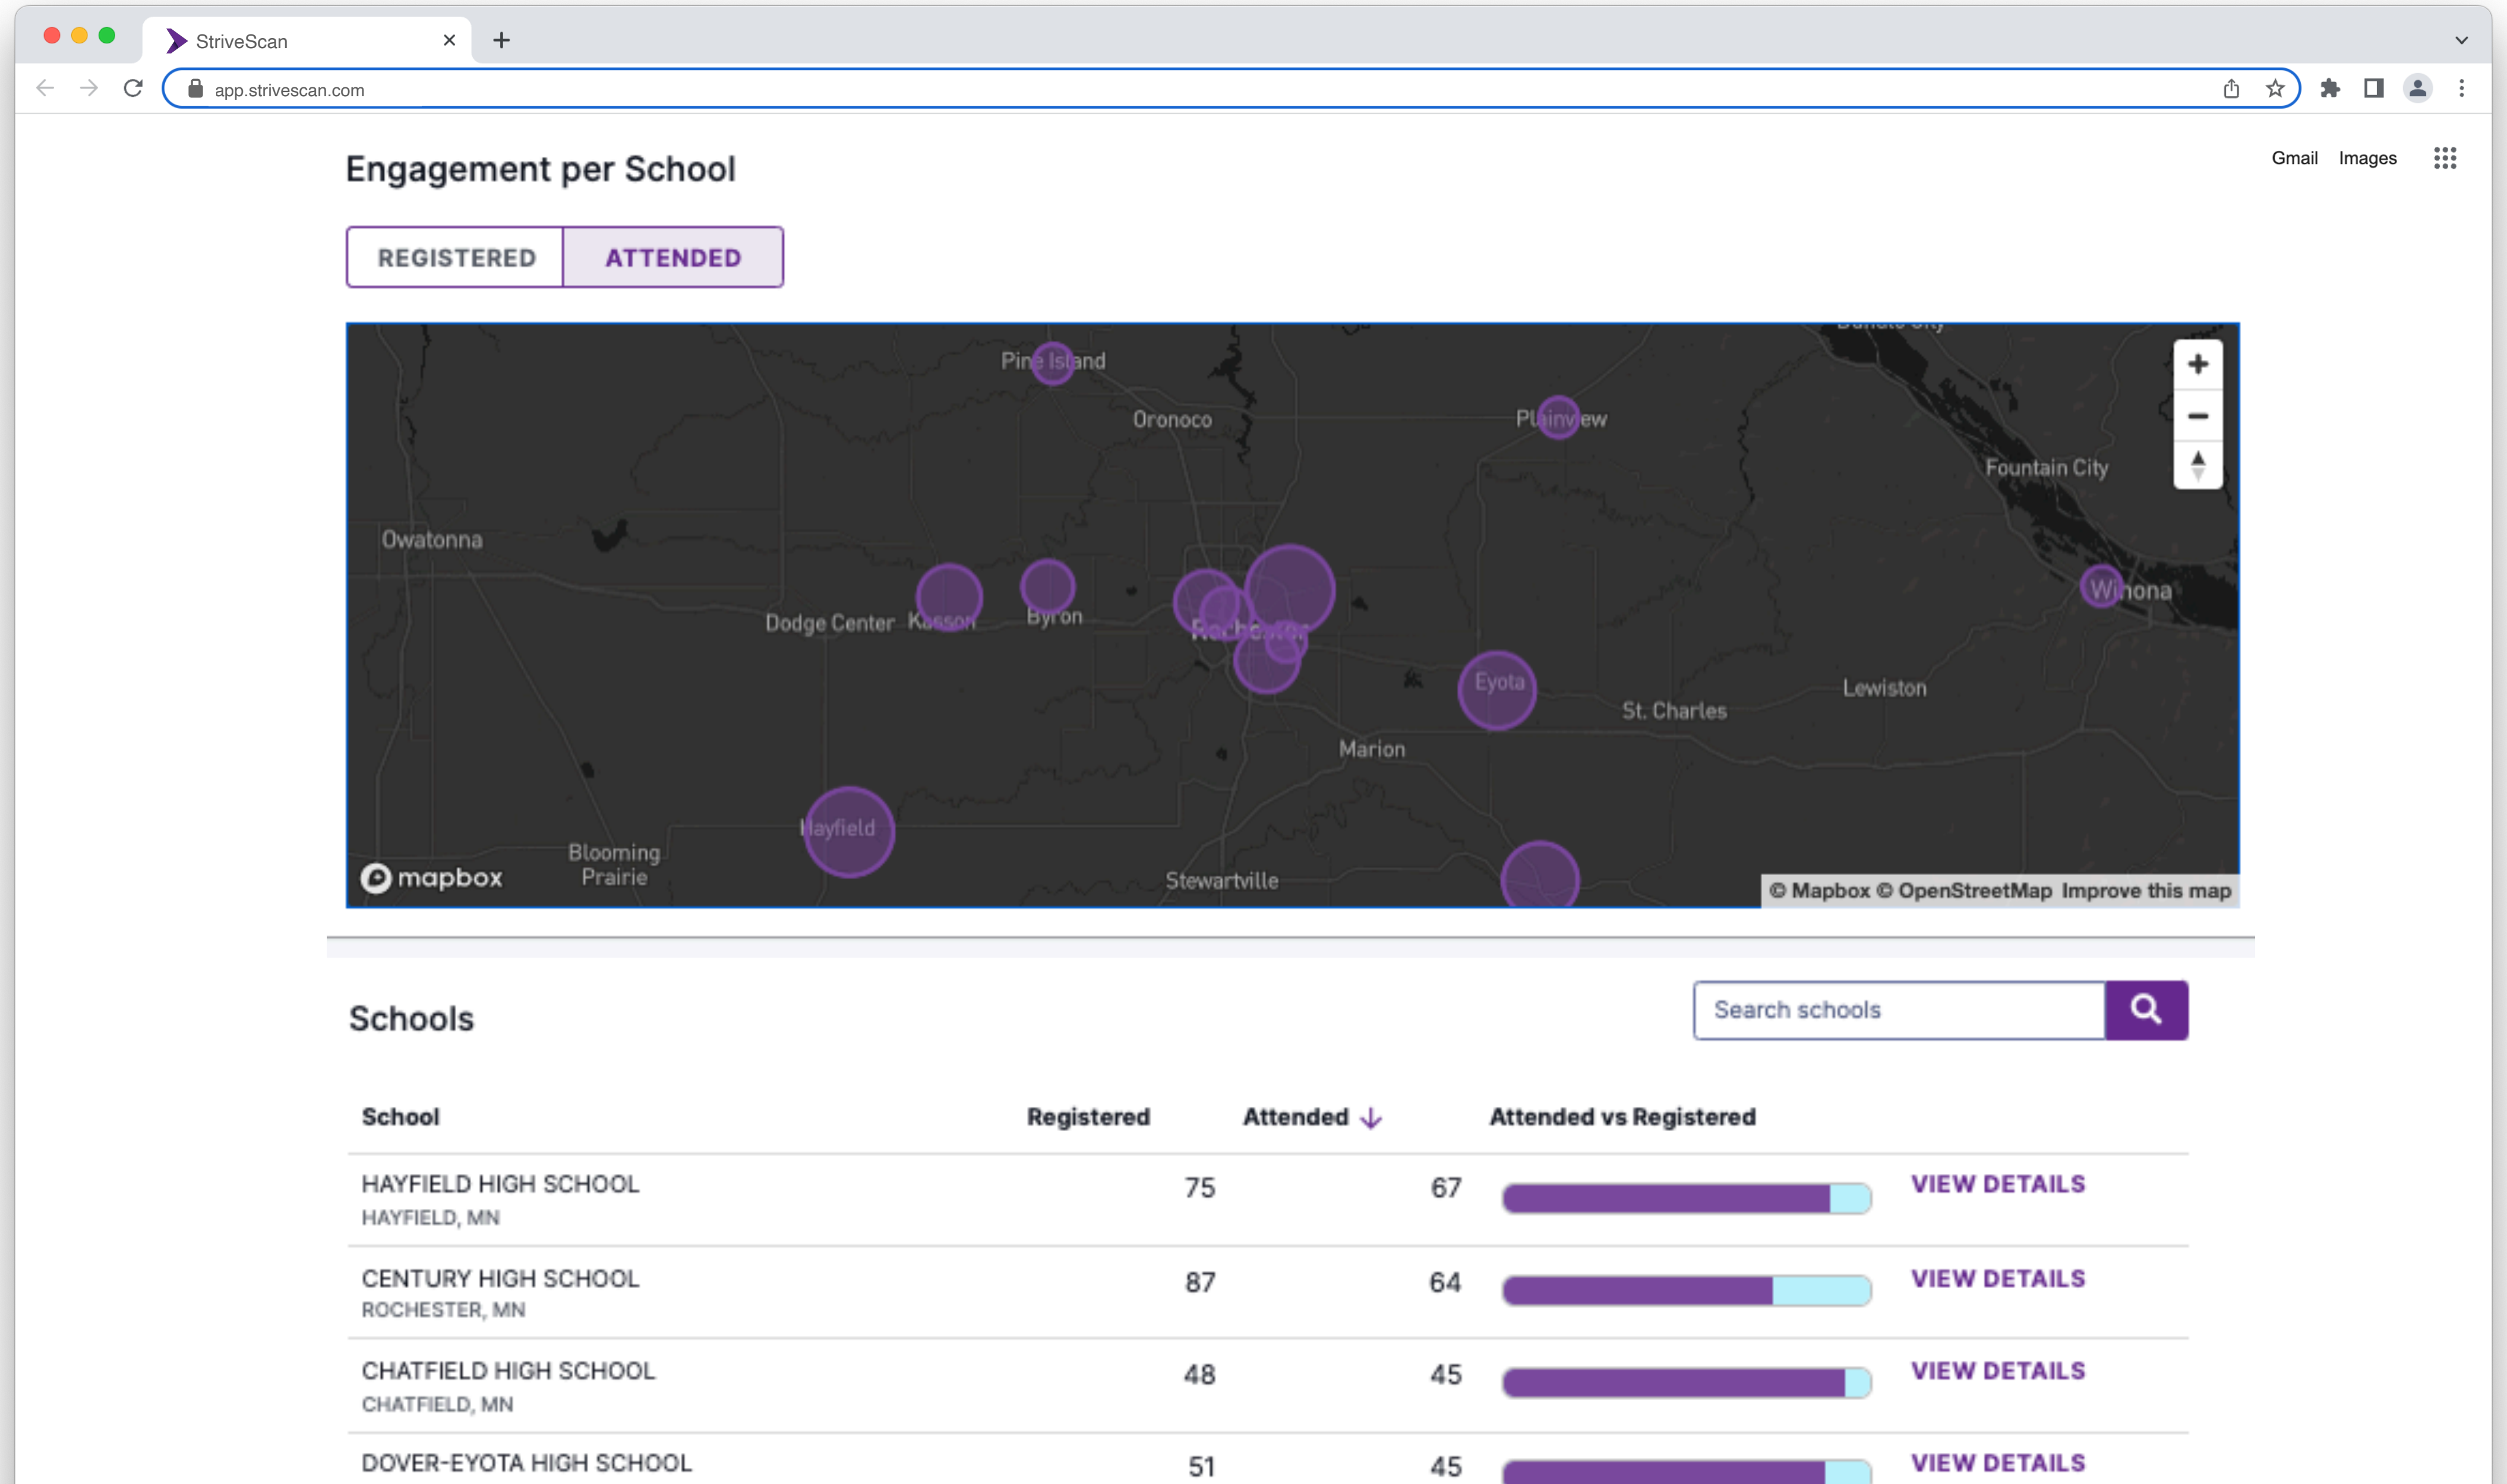 StriveScan
app.strivescan.com
Gmail Images
Engagement per School
REGISTERED ATTENDED
Pine Island
Oronoco
Plainview
Fountain City
Owatonna
Winona
Dodge Center Kasson Byron
Rochester
Eyota
Lewiston
St. Charles
Marion
Hayfield
Blooming
Prairie
Stewartville
mapbox
© Mapbox © OpenStreetMap Improve this map
Schools
Search schools
School Registered Attended Attended vs Registered
HAYFIELD HIGH SCHOOL 75 67 VIEW DETAILS
HAYFIELD, MN
CENTURY HIGH SCHOOL 87 64 VIEW DETAILS
ROCHESTER, MN
CHATFIELD HIGH SCHOOL 48 45 VIEW DETAILS
CHATFIELD, MN
DOVER-EYOTA HIGH SCHOOL 51 45 VIEW DETAILS